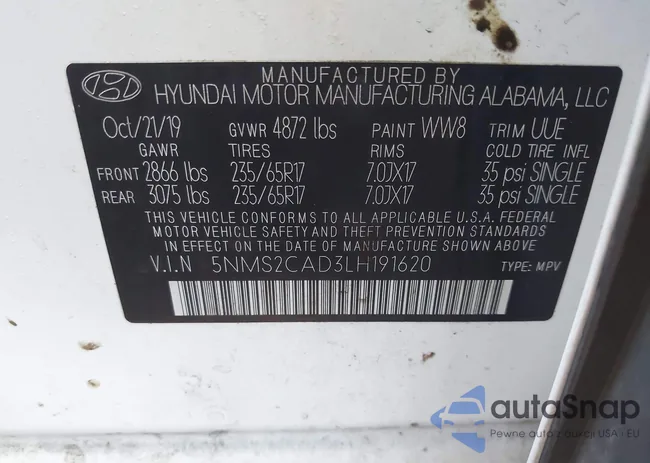 MANUFACTURED BY
HYUNDAI MOTOR MANUFACTURING ALABAMA, LLC
Oct/21/19 GVWR 4872 lbs PAINT WW8 TRIM UUE
GAWR TIRES RIMS COLD TIRE INFL
FRONT 2866 lbs 235/65R17 7.0JX17 35 psi SINGLE
REAR 3075 lbs 235/65R17 7.0JX17 35 psi SINGLE
THIS VEHICLE CONFORMS TO ALL APPLICABLE U.S.A. FEDERAL
MOTOR VEHICLE SAFETY AND THEFT PREVENTION STANDARDS
IN EFFECT ON THE DATE OF MANUFACTURE SHOWN ABOVE.
V.I.N 5NMS2CAD3LH191620 TYPE: MPV
autaSnap
Pewne auto z aukcji USA i EU